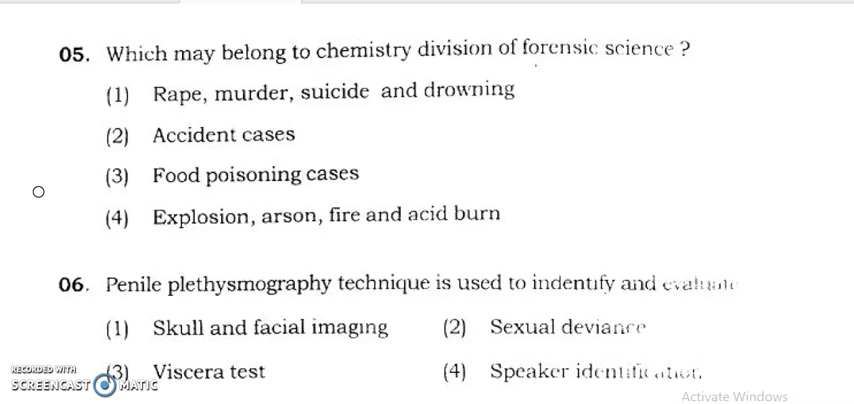 05. Which may belong to chemistry division of forensic science ?
(1) Rape, murder, suicide and drowning
(2) Accident cases
(3) Food poisoning cases
(4) Explosion, arson, fire and acid burn
06. Penile plethysmography technique is used to indentify and evaluate
(1) Skull and facial imaging (2) Sexual deviance
(3) Viscera test (4) Speaker identification.
RECORDED WITH
SCREENCAST MATIC
Activate Windows